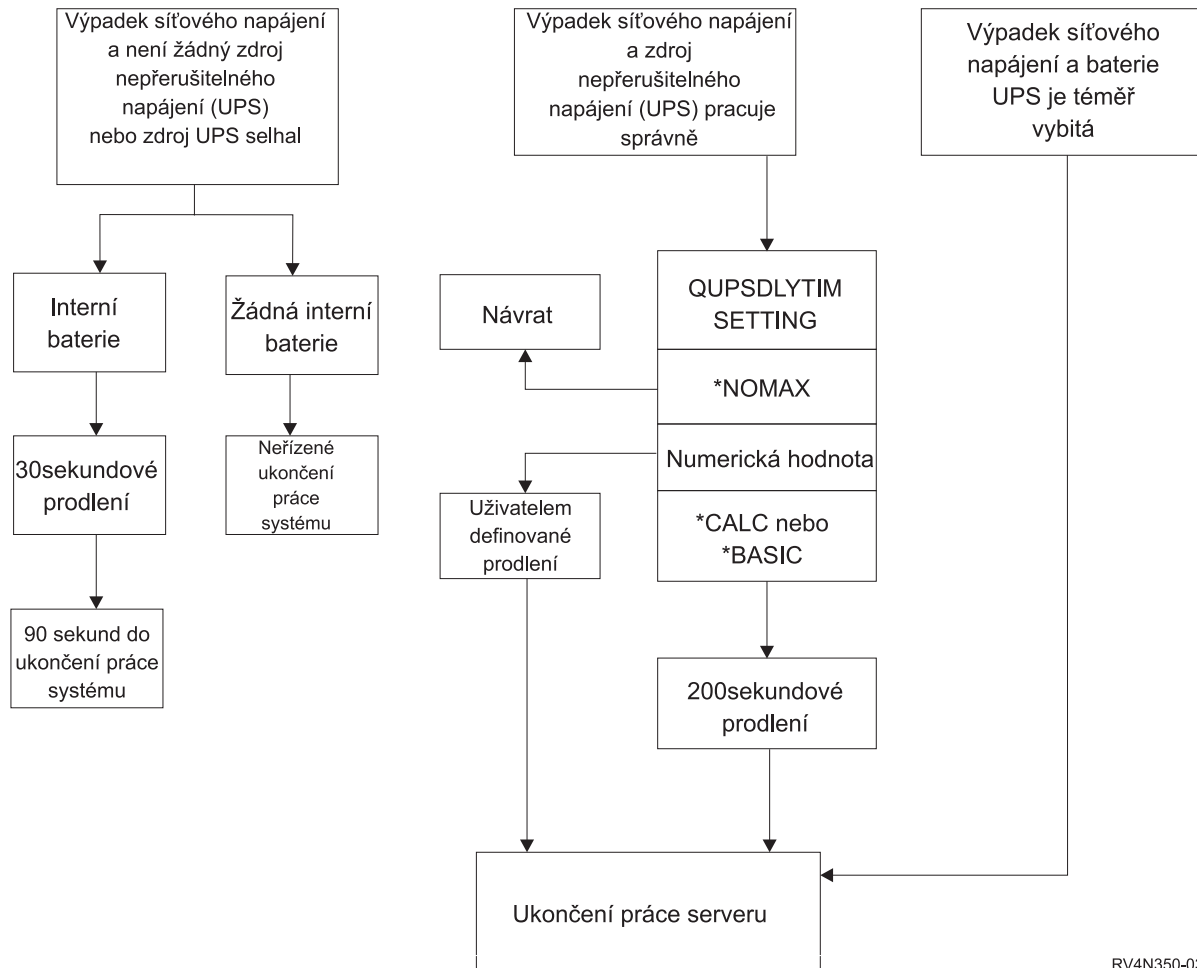 Výpadek síťového napájení
a není žádný zdroj
nepřerušitelného
napájení (UPS)
nebo zdroj UPS selhal
Výpadek síťového napájení
a zdroj
nepřerušitelného
napájení (UPS) pracuje
správně
Výpadek síťového
napájení a baterie
UPS je téměř
vybitá
Interní
baterie
Žádná interní
baterie
Návrat
QUPSDLYTIM
SETTING
*NOMAX
Numerická hodnota
*CALC nebo
*BASIC
30sekundové
prodlení
Neřízené
ukončení
práce
systému
Uživatelem
definované
prodlení
90 sekund do
ukončení práce
systému
200sekundové
prodlení
Ukončení práce serveru